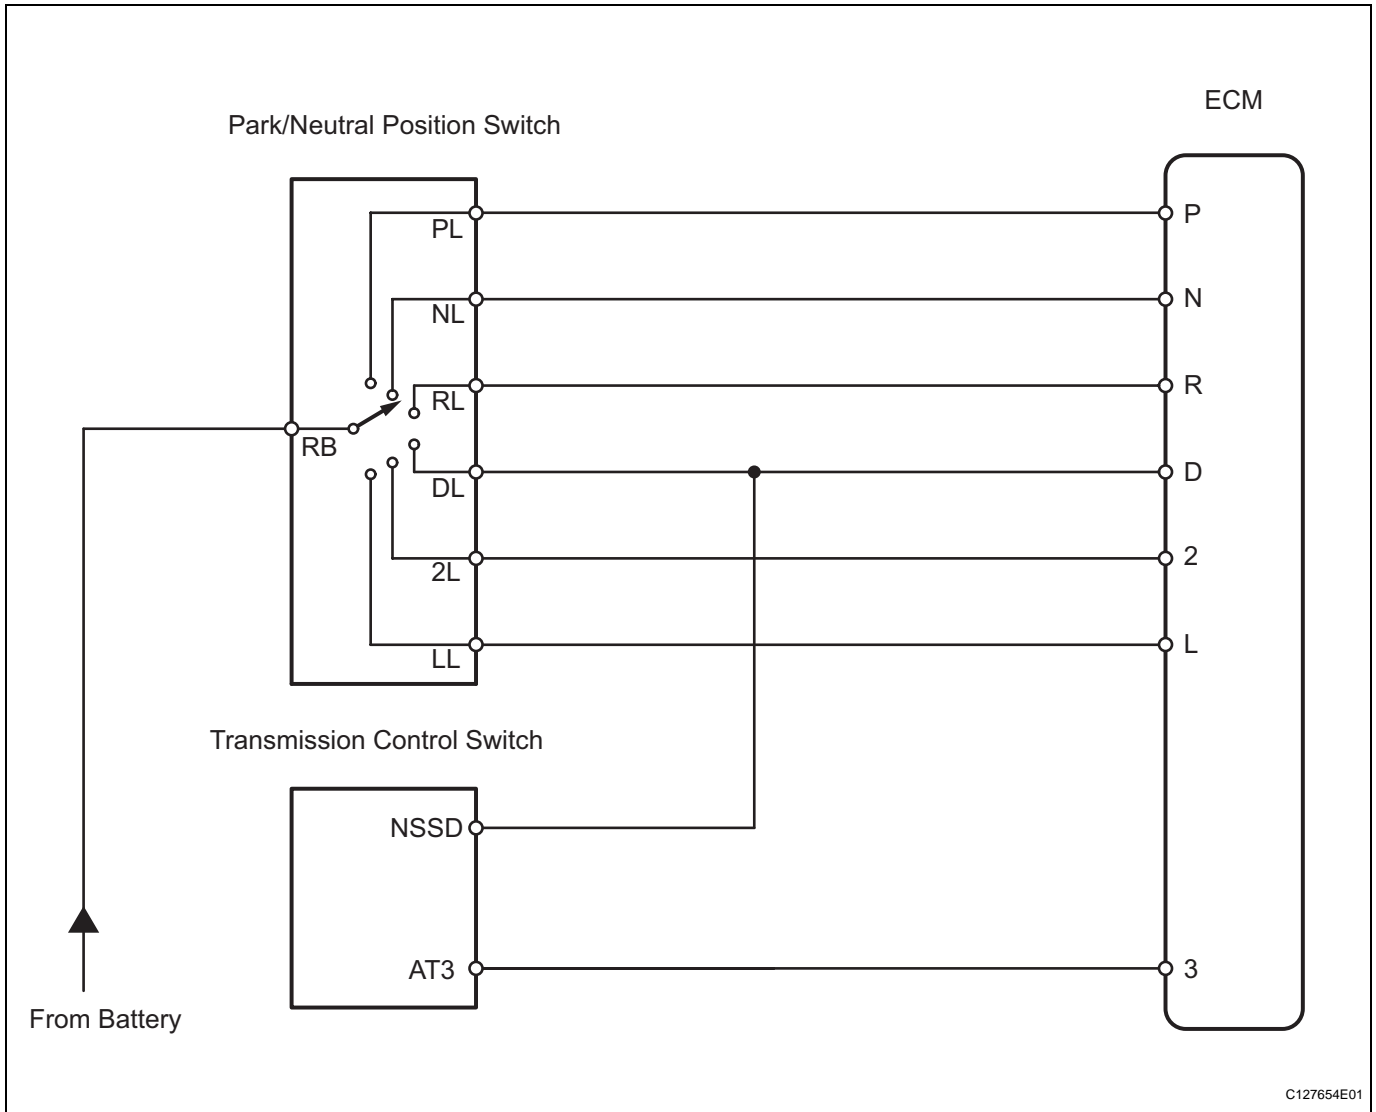 ECM
Park/Neutral Position Switch
PL
P
NL
N
RL
R
RB
DL
D
2L
2
LL
L
Transmission Control Switch
NSSD
AT3
3
From Battery
C127654E01